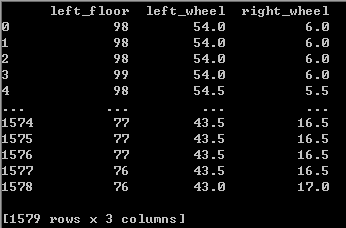 left_floor left_wheel right_wheel
0 98 54.0 6.0
1 98 54.0 6.0
2 98 54.0 6.0
3 99 54.0 6.0
4 98 54.5 5.5
... ... ... ...
1574 77 43.5 16.5
1575 77 43.5 16.5
1576 77 43.5 16.5
1577 76 43.5 16.5
1578 76 43.0 17.0
[1579 rows x 3 columns]